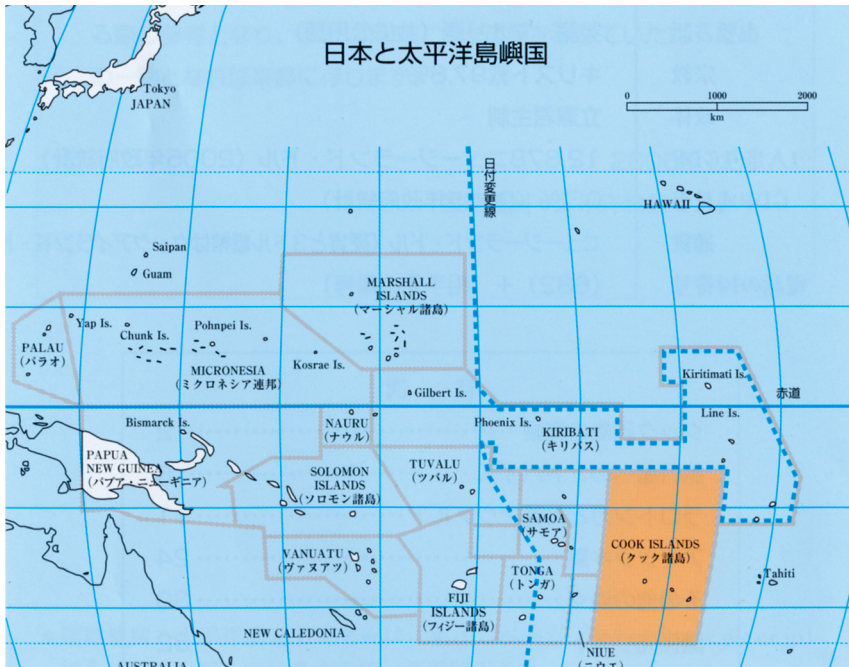 日本と太平洋島嶼国
Tokyo
JAPAN
0 1000 2000
km
日付変更線
HAWAII
Saipan
Guam
MARSHALL
ISLANDS
(マーシャル諸島)
Yap Is.
Chunk Is.
Pohnpei Is.
PALAU
(パラオ)
MICRONESIA
(ミクロネシア連邦)
Kosrae Is.
Kiritimati Is.
Gilbert Is.
赤道
Line Is.
Bismarck Is.
NAURU
(ナウル)
Phoenix Is.
KIRIBATI
(キリバス)
PAPUA
NEW GUINEA
(パプア・ニューギニア)
SOLOMON
ISLANDS
(ソロモン諸島)
TUVALU
(ツバル)
SAMOA
(サモア)
COOK ISLANDS
(クック諸島)
VANUATU
(ヴァヌアツ)
TONGA
(トンガ)
Tahiti
FIJI
ISLANDS
(フィジー諸島)
NEW CALEDONIA
NIUE
(ニウエ)
AUSTRALIA